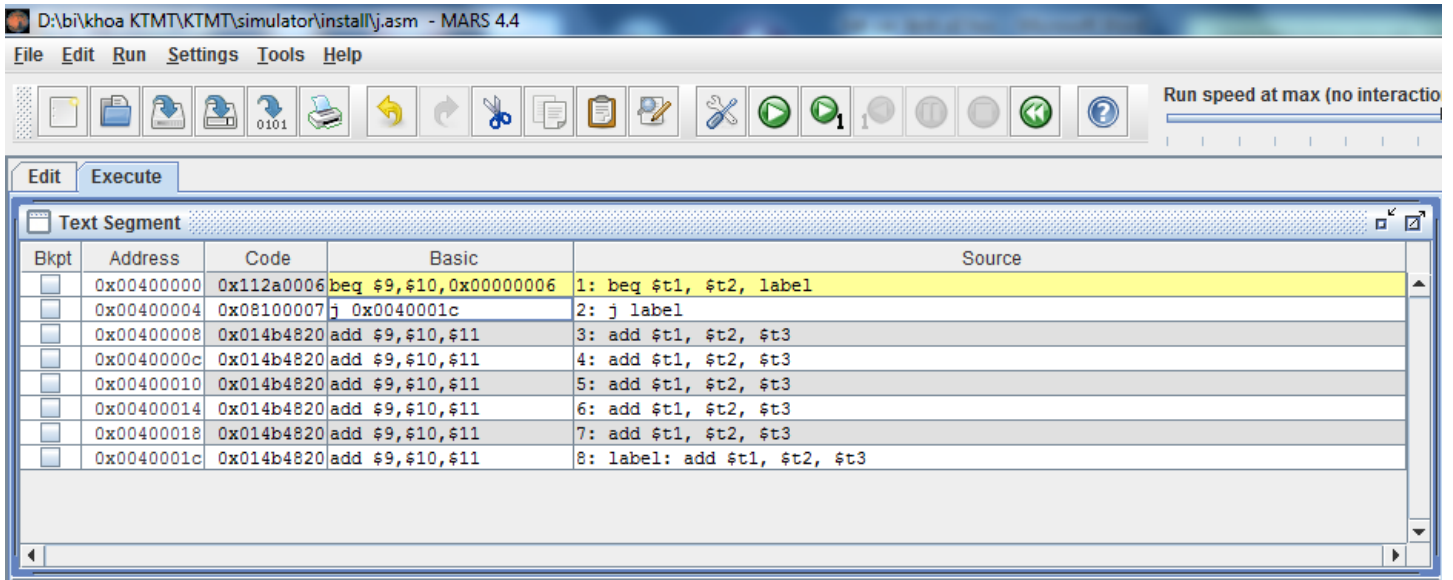 D:\bi\khoa KTMT\KTMT\simulator\install\j.asm - MARS 4.4
File Edit Run Settings Tools Help
Run speed at max (no interactio
0101 1 1
Edit Execute
Text Segment
Bkpt Address Code Basic Source
0x00400000 0x112a0006 beq $9,$10,0x00000006 1: beq $t1, $t2, label
0x00400004 0x08100007 j 0x0040001c 2: j label
0x00400008 0x014b4820 add $9,$10,$11 3: add $t1, $t2, $t3
0x0040000c 0x014b4820 add $9,$10,$11 4: add $t1, $t2, $t3
0x00400010 0x014b4820 add $9,$10,$11 5: add $t1, $t2, $t3
0x00400014 0x014b4820 add $9,$10,$11 6: add $t1, $t2, $t3
0x00400018 0x014b4820 add $9,$10,$11 7: add $t1, $t2, $t3
0x0040001c 0x014b4820 add $9,$10,$11 8: label: add $t1, $t2, $t3